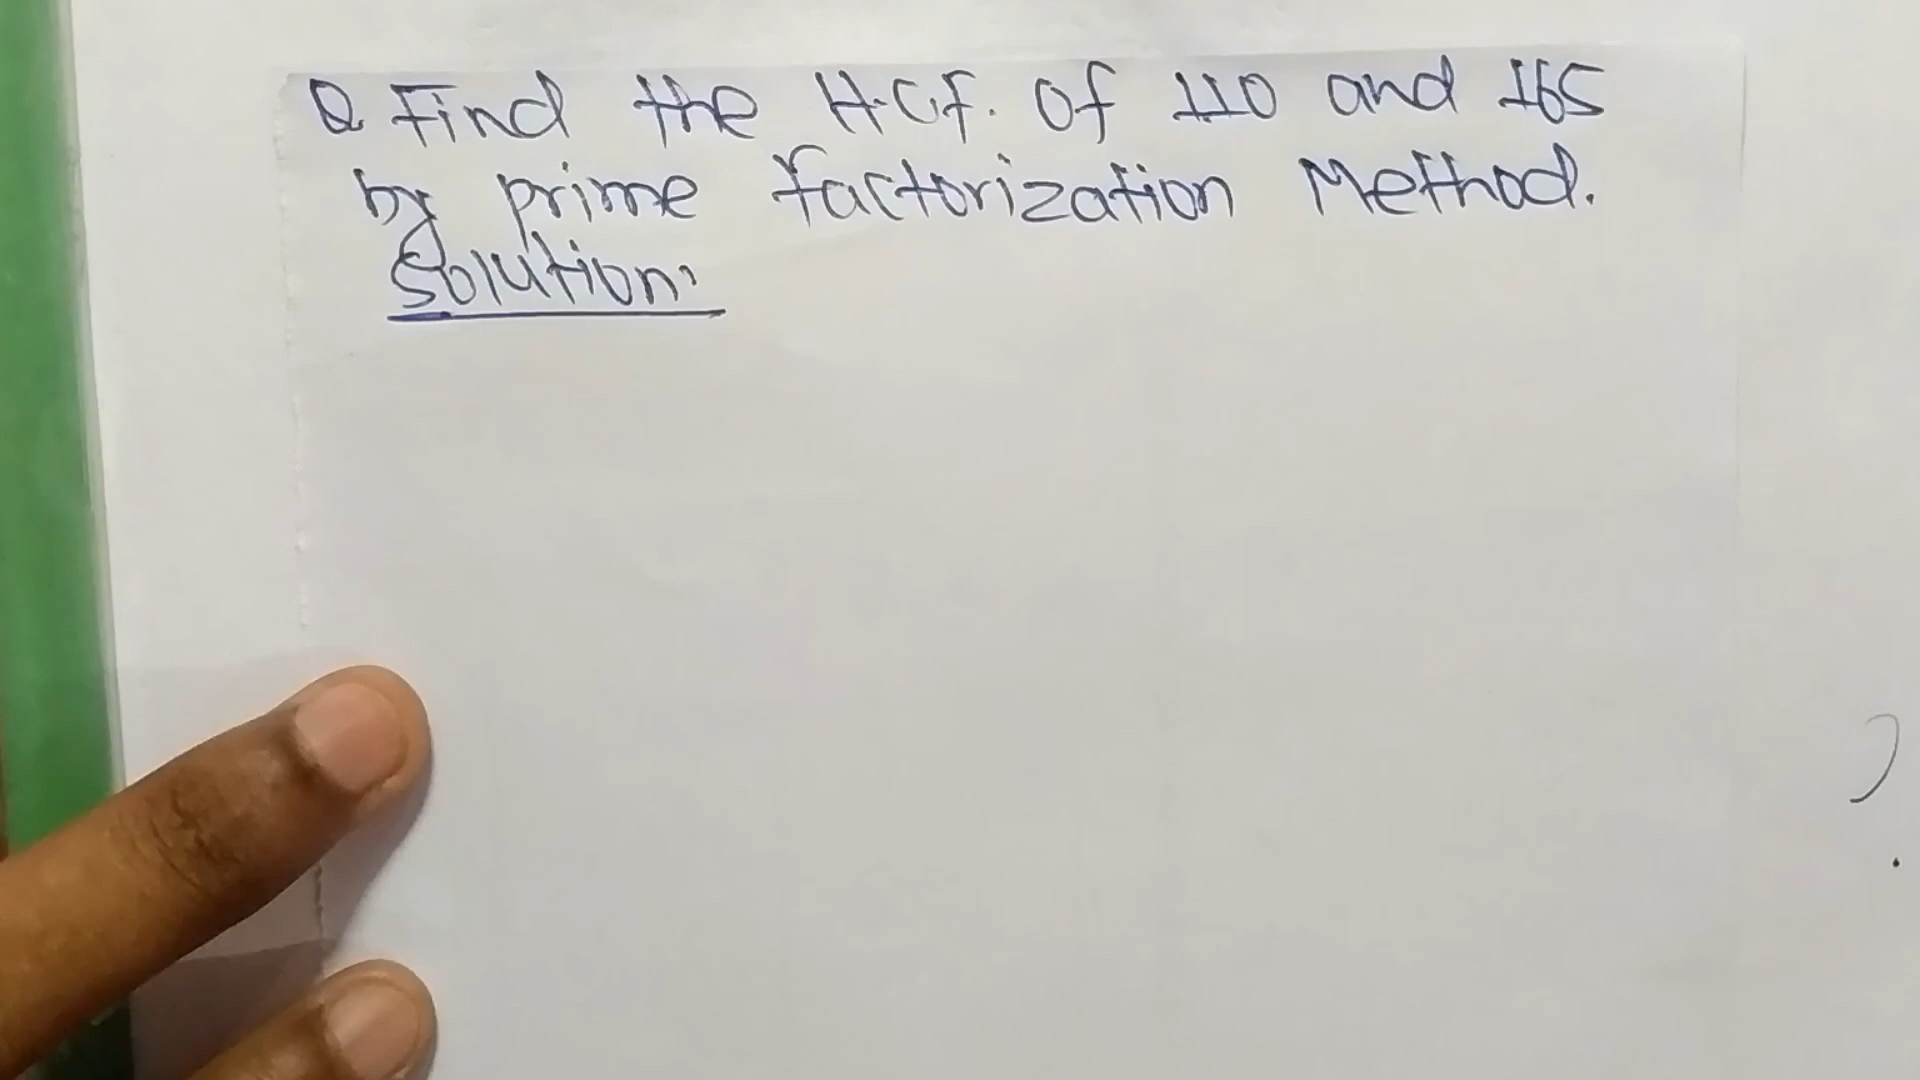 Q Find the H.C.F. Of 110 and 165
by prime factorization Method.
Solution: